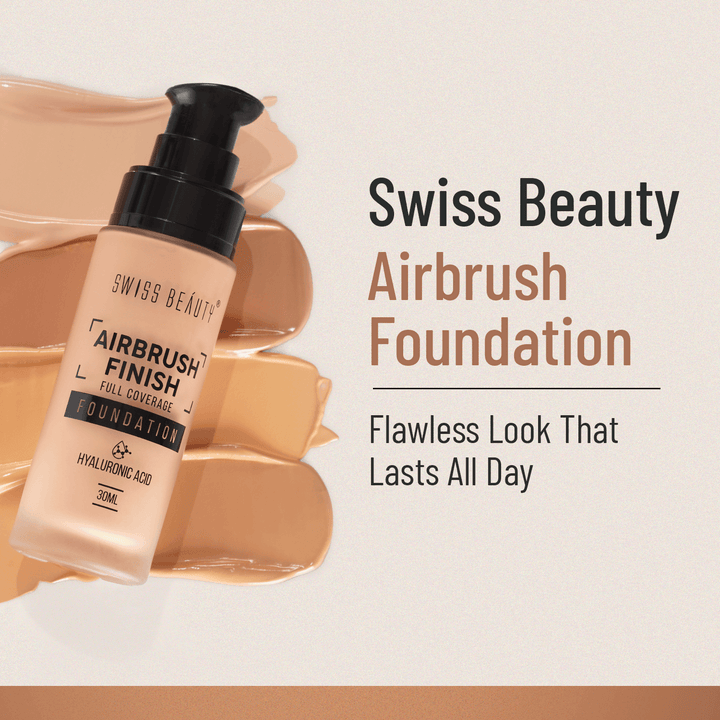 SWISS BEÁUTY®
AIRBRUSH
FINISH
FULL COVERAGE
FOUNDATION
HYALURONIC ACID
30ML
Swiss Beauty
Airbrush
Foundation
Flawless Look That
Lasts All Day